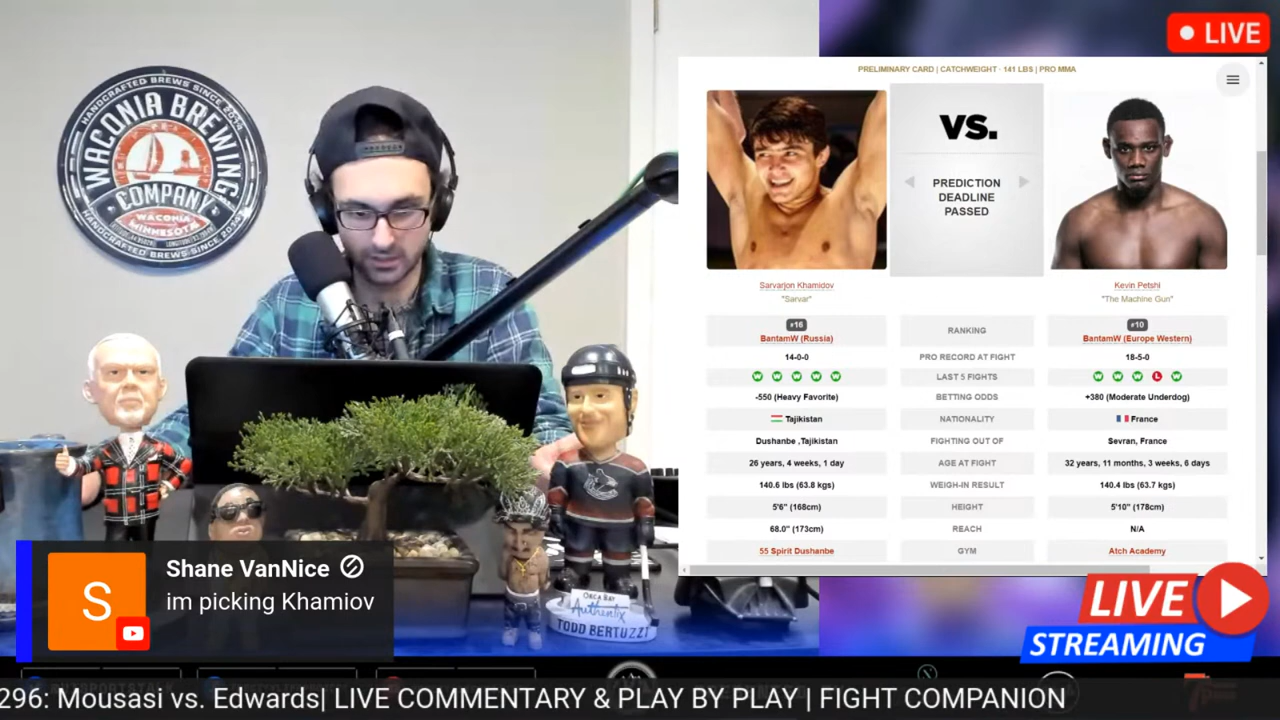 LIVE
HANDCRAFTED BREWS SINCE 2014
WACONIA BREWING
COMPANY
WACONIA
MINNESOTA
HANDCRAFTED BREWS SINCE
PRELIMINARY CARD | CATCHWEIGHT · 141 LBS | PRO MMA
VS.
PREDICTION
DEADLINE
PASSED
Sarvarjon Khamidov
Kevin Petshi
"Sarvar"
"The Machine Gun"
#16 RANKING #10
BantamW (Russia) BantamW (Europe Western)
14-0-0 PRO RECORD AT FIGHT 18-5-0
W W W W W LAST 5 FIGHTS W W W L W
-550 (Heavy Favorite) BETTING ODDS +380 (Moderate Underdog)
Tajikistan NATIONALITY France
Dushanbe ,Tajikistan FIGHTING OUT OF Sevran, France
26 years, 4 weeks, 1 day AGE AT FIGHT 32 years, 11 months, 3 weeks, 6 days
140.6 lbs (63.8 kgs) WEIGH-IN RESULT 140.4 lbs (63.7 kgs)
5'6" (168cm) HEIGHT 5'10" (178cm)
68.0" (173cm) REACH N/A
55 Spirit Dushanbe GYM Atch Academy
S
Shane VanNice
im picking Khamiov
ORCA BAY
Authentix
TODD BERTUZZI
LIVE
STREAMING
296: Mousasi vs. Edwards| LIVE COMMENTARY & PLAY BY PLAY | FIGHT COMPANION